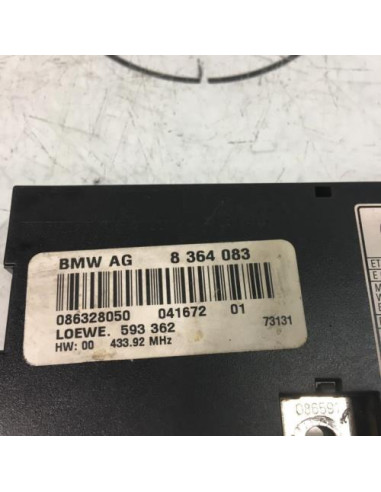 BMW AG 8 364 083
086328050 041672 01
LOEWE. 593 362 73131
HW: 00 433.92 MHz